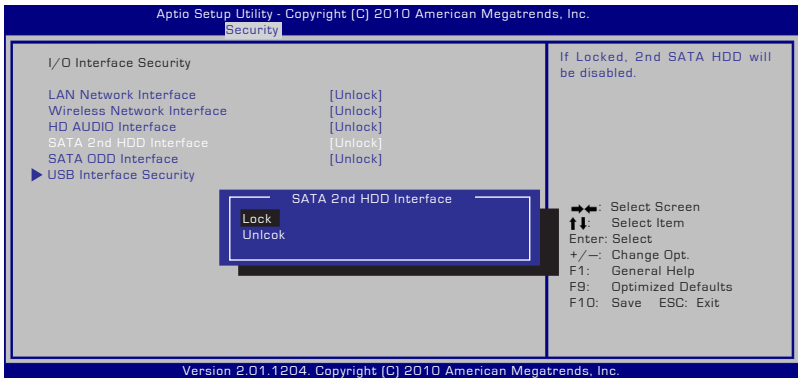 Aptio Setup Utility - Copyright (C) 2010 American Megatrends, Inc.
Security
I/O Interface Security
LAN Network Interface [Unlock]
Wireless Network Interface [Unlock]
HD AUDIO Interface [Unlock]
SATA 2nd HDD Interface [Unlock]
SATA ODD Interface [Unlock]
USB Interface Security
SATA 2nd HDD Interface
Lock
Unlcok
If Locked, 2nd SATA HDD will
be disabled.
→←: Select Screen
↑↓: Select Item
Enter: Select
+/—: Change Opt.
F1: General Help
F9: Optimized Defaults
F10: Save ESC: Exit
Version 2.01.1204. Copyright (C) 2010 American Megatrends, Inc.